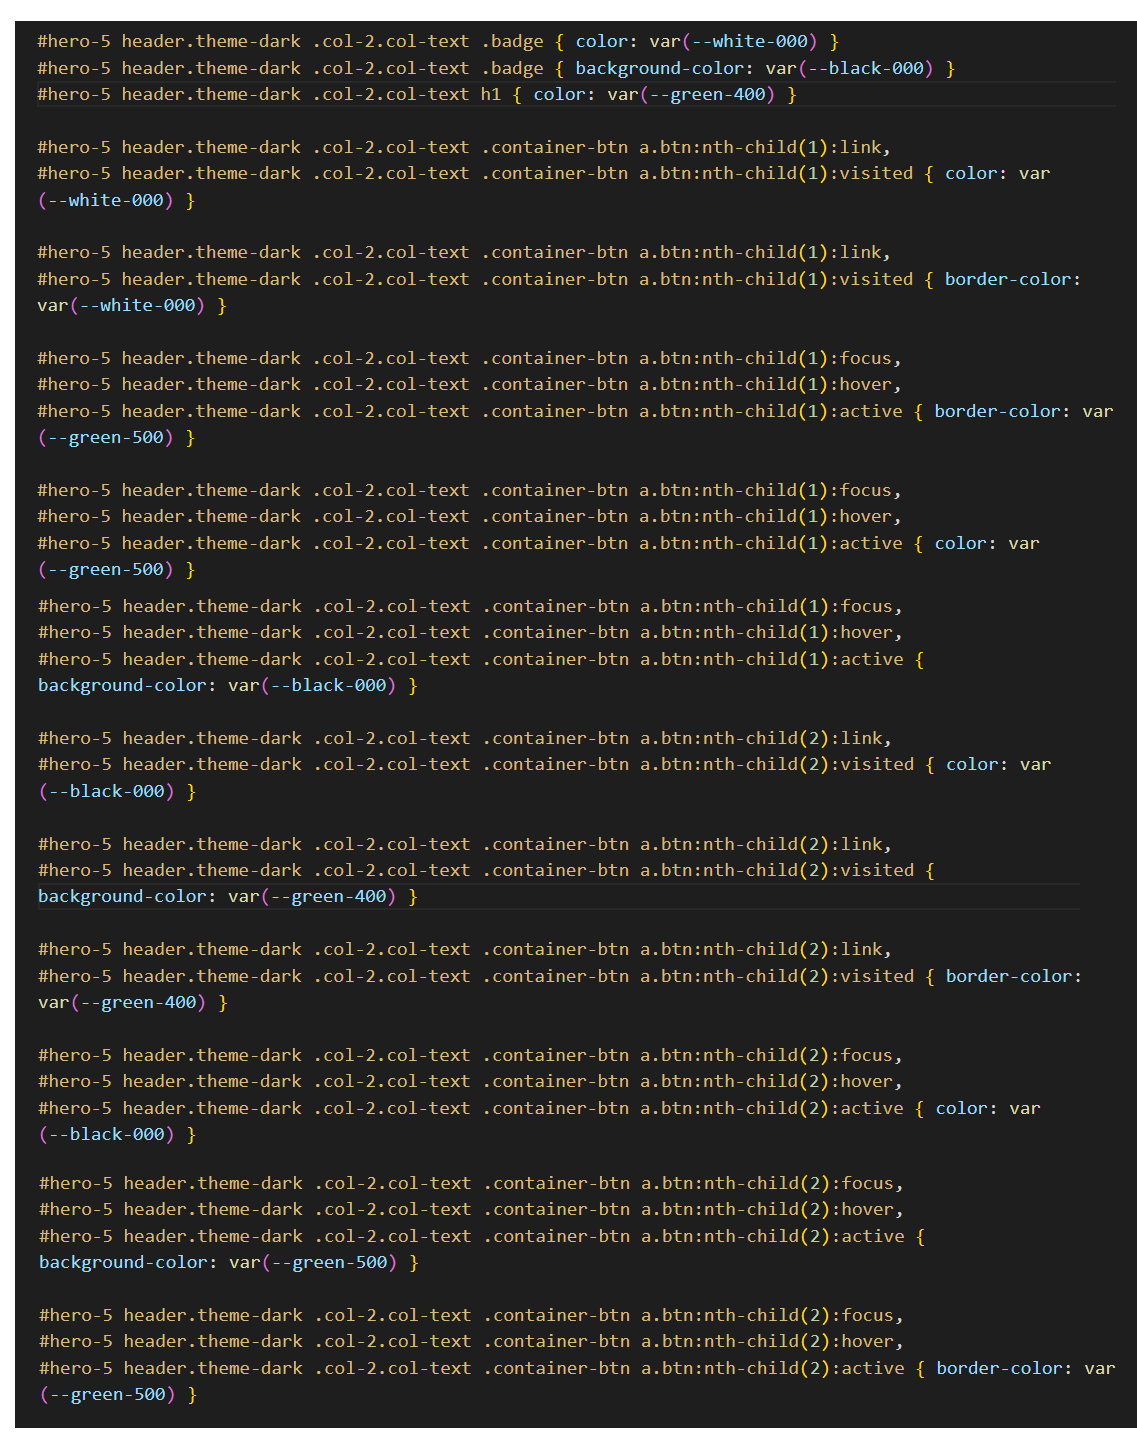 #hero-5 header.theme-dark .col-2.col-text .badge { color: var(--white-000) }
#hero-5 header.theme-dark .col-2.col-text .badge { background-color: var(--black-000) }
#hero-5 header.theme-dark .col-2.col-text h1 { color: var(--green-400) }
#hero-5 header.theme-dark .col-2.col-text .container-btn a.btn:nth-child(1):link,
#hero-5 header.theme-dark .col-2.col-text .container-btn a.btn:nth-child(1):visited { color: var
(--white-000) }
#hero-5 header.theme-dark .col-2.col-text .container-btn a.btn:nth-child(1):link,
#hero-5 header.theme-dark .col-2.col-text .container-btn a.btn:nth-child(1):visited { border-color:
var(--white-000) }
#hero-5 header.theme-dark .col-2.col-text .container-btn a.btn:nth-child(1):focus,
#hero-5 header.theme-dark .col-2.col-text .container-btn a.btn:nth-child(1):hover,
#hero-5 header.theme-dark .col-2.col-text .container-btn a.btn:nth-child(1):active { border-color: var
(--green-500) }
#hero-5 header.theme-dark .col-2.col-text .container-btn a.btn:nth-child(1):focus,
#hero-5 header.theme-dark .col-2.col-text .container-btn a.btn:nth-child(1):hover,
#hero-5 header.theme-dark .col-2.col-text .container-btn a.btn:nth-child(1):active { color: var
(--green-500) }
#hero-5 header.theme-dark .col-2.col-text .container-btn a.btn:nth-child(1):focus,
#hero-5 header.theme-dark .col-2.col-text .container-btn a.btn:nth-child(1):hover,
#hero-5 header.theme-dark .col-2.col-text .container-btn a.btn:nth-child(1):active {
background-color: var(--black-000) }
#hero-5 header.theme-dark .col-2.col-text .container-btn a.btn:nth-child(2):link,
#hero-5 header.theme-dark .col-2.col-text .container-btn a.btn:nth-child(2):visited { color: var
(--black-000) }
#hero-5 header.theme-dark .col-2.col-text .container-btn a.btn:nth-child(2):link,
#hero-5 header.theme-dark .col-2.col-text .container-btn a.btn:nth-child(2):visited {
background-color: var(--green-400) }
#hero-5 header.theme-dark .col-2.col-text .container-btn a.btn:nth-child(2):link,
#hero-5 header.theme-dark .col-2.col-text .container-btn a.btn:nth-child(2):visited { border-color:
var(--green-400) }
#hero-5 header.theme-dark .col-2.col-text .container-btn a.btn:nth-child(2):focus,
#hero-5 header.theme-dark .col-2.col-text .container-btn a.btn:nth-child(2):hover,
#hero-5 header.theme-dark .col-2.col-text .container-btn a.btn:nth-child(2):active { color: var
(--black-000) }
#hero-5 header.theme-dark .col-2.col-text .container-btn a.btn:nth-child(2):focus,
#hero-5 header.theme-dark .col-2.col-text .container-btn a.btn:nth-child(2):hover,
#hero-5 header.theme-dark .col-2.col-text .container-btn a.btn:nth-child(2):active {
background-color: var(--green-500) }
#hero-5 header.theme-dark .col-2.col-text .container-btn a.btn:nth-child(2):focus,
#hero-5 header.theme-dark .col-2.col-text .container-btn a.btn:nth-child(2):hover,
#hero-5 header.theme-dark .col-2.col-text .container-btn a.btn:nth-child(2):active { border-color: var
(--green-500) }